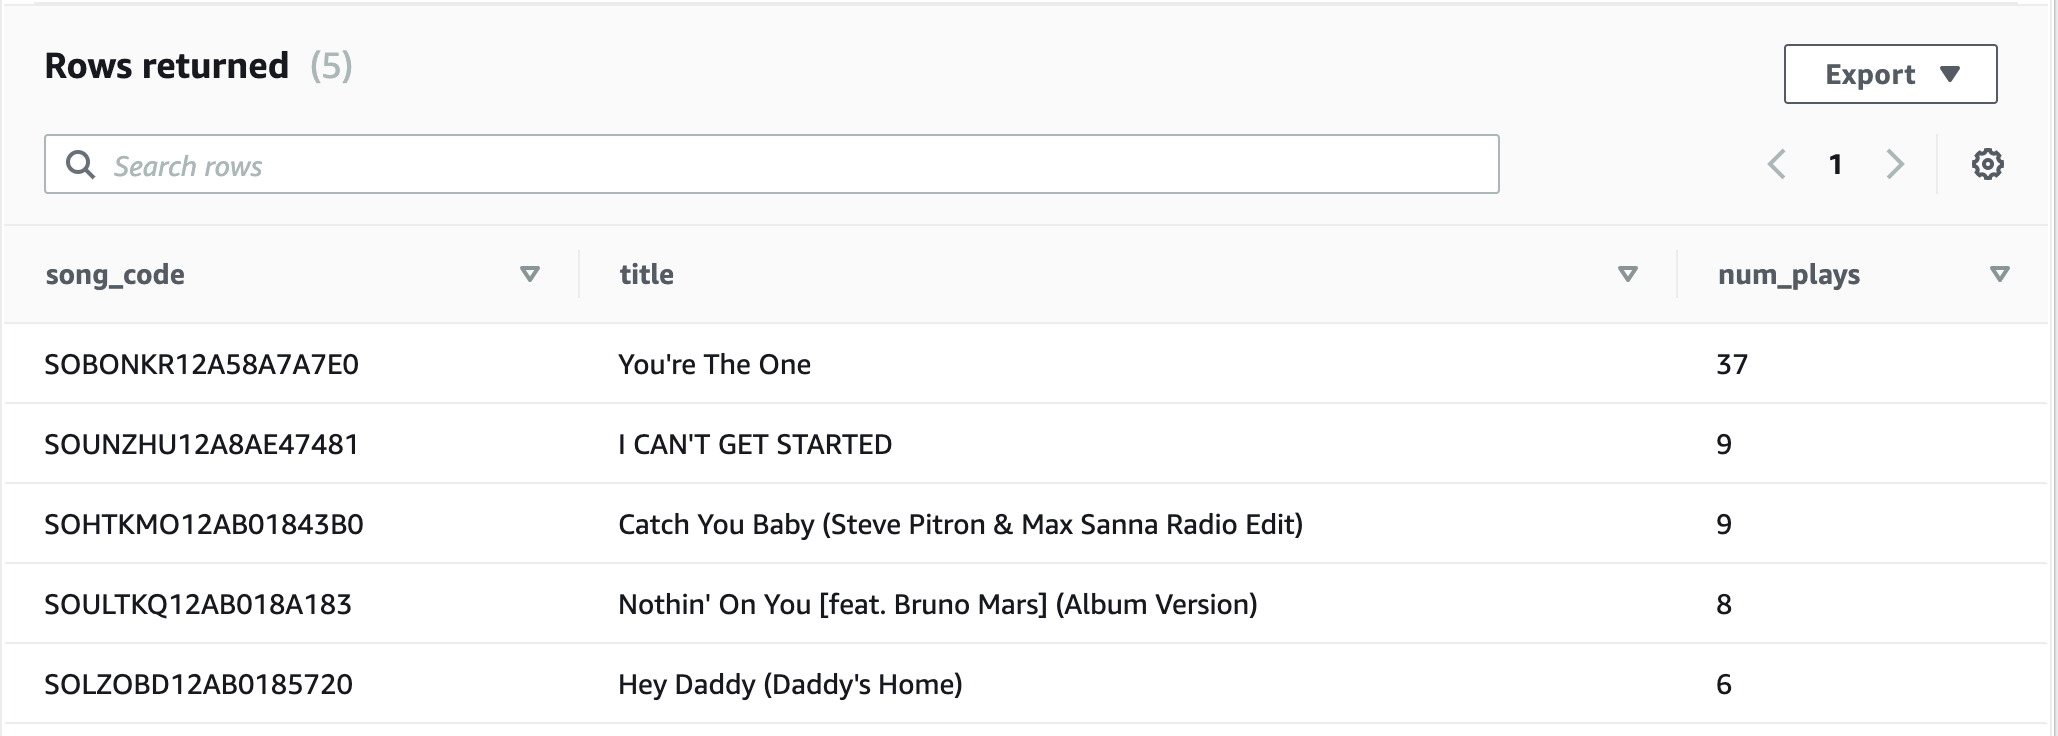 Rows returned (5)
Export
Search rows
1
song_code title num_plays
SOBONKR12A58A7A7E0 You're The One 37
SOUNZHU12A8AE47481 I CAN'T GET STARTED 9
SOHTKMO12AB01843B0 Catch You Baby (Steve Pitron & Max Sanna Radio Edit) 9
SOULTKQ12AB018A183 Nothin' On You [feat. Bruno Mars] (Album Version) 8
SOLZOBD12AB0185720 Hey Daddy (Daddy's Home) 6